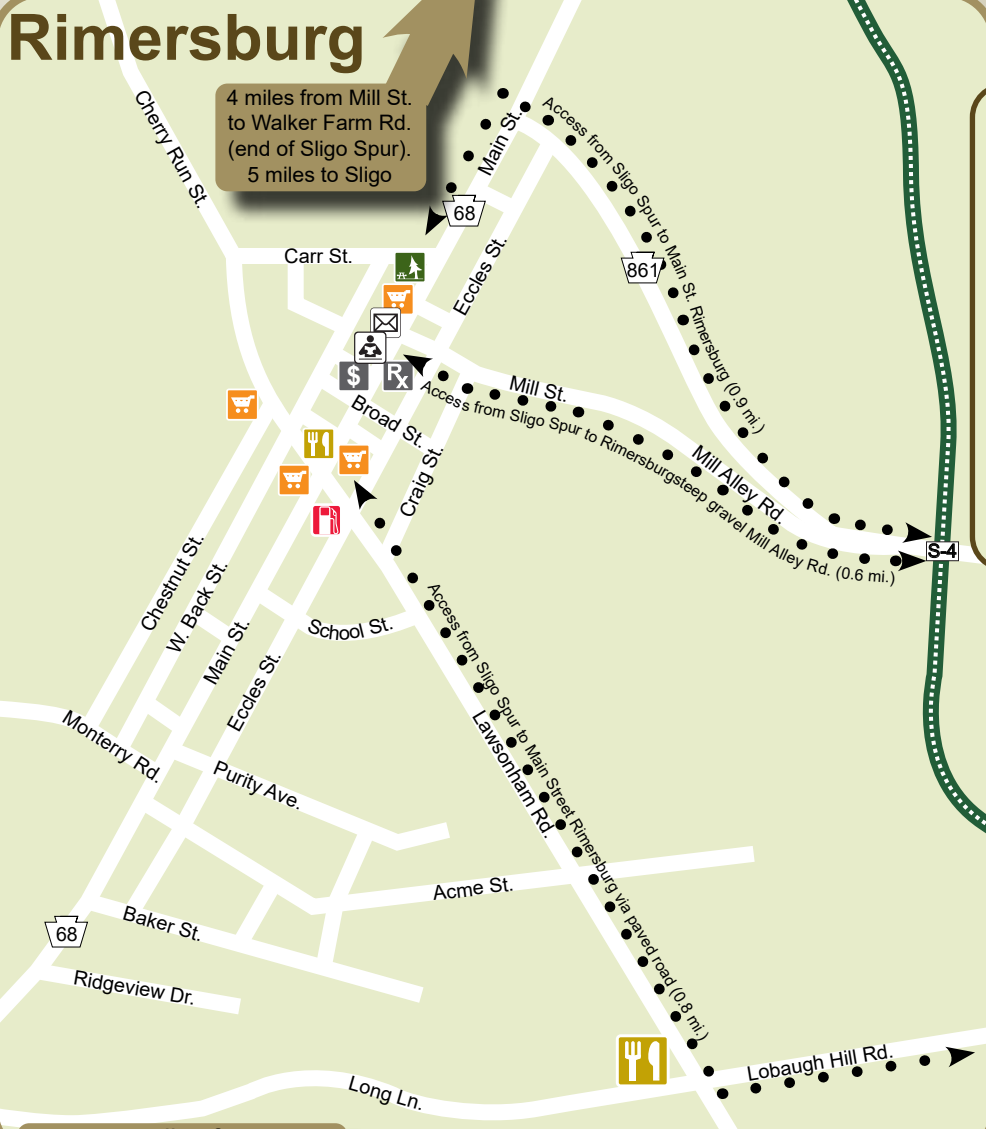 Rimersburg
4 miles from Mill St.
to Walker Farm Rd.
(end of Sligo Spur).
5 miles to Sligo
Cherry Run St.
Main St.
Access from Sligo Spur to Main St. Rimersburg (0.9 mi.)
68
Carr St.
Eccles St.
861
$
Rx
Mill St.
Access from Sligo Spur to Rimersburgsteep gravel Mill Alley Rd. (0.6 mi.)
Broad St.
Mill Alley Rd.
Craig St.
S-4
Chestnut St.
W. Back St.
Main St.
Eccles St.
School St.
Access from Sligo Spur to Main Street Rimersburg via paved road (0.8 mi.)
Lawsonham Rd.
Monterry Rd.
Purity Ave.
Acme St.
68
Baker St.
Ridgeview Dr.
Lobaugh Hill Rd.
Long Ln.